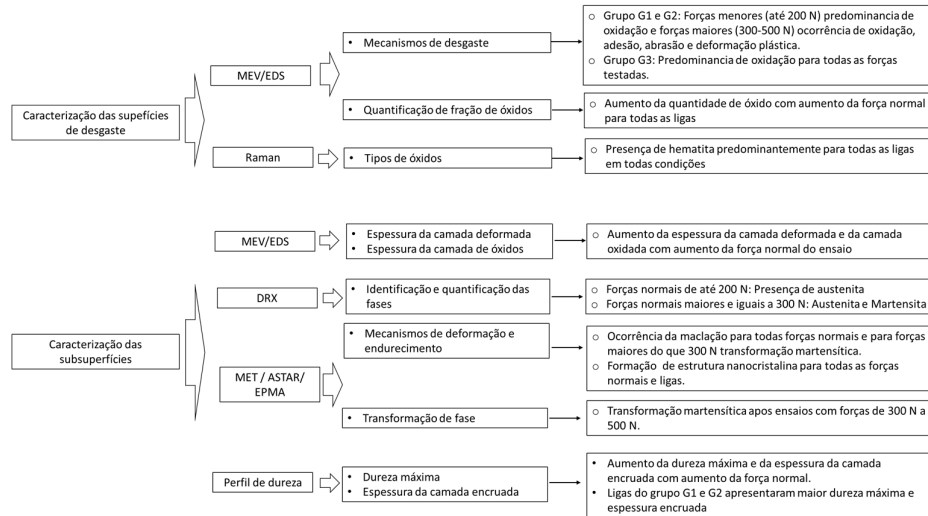 Caracterização das supefícies
de desgaste
MEV/EDS
• Mecanismos de desgaste
○ Grupo G1 e G2: Forças menores (até 200 N) predominancia de
oxidação e forças maiores (300-500 N) ocorrência de oxidação,
adesão, abrasão e deformação plástica.
○ Grupo G3: Predominancia de oxidação para todas as forças
testadas.
• Quantificação de fração de óxidos
○ Aumento da quantidade de óxido com aumento da força normal
para todas as ligas
Raman
• Tipos de óxidos
○ Presença de hematita predominantemente para todas as ligas
em todas condições
Caracterização das
subsuperfícies
MEV/EDS
• Espessura da camada deformada
• Espessura da camada de óxidos
○ Aumento da espessura da camada deformada e da camada
oxidada com aumento da força normal do ensaio
DRX
• Identificação e quantificação das
fases
○ Forças normais de até 200 N: Presença de austenita
○ Forças normais maiores e iguais a 300 N: Austenita e Martensita
MET / ASTAR/
EPMA
• Mecanismos de deformação e
endurecimento
○ Ocorrência da maclação para todas forças normais e para forças
maiores do que 300 N transformação martensítica.
○ Formação de estrutura nanocristalina para todas as forças
normais e ligas.
• Transformação de fase
○ Transformação martensítica apos ensaios com forças de 300 N a
500 N.
Perfil de dureza
• Dureza máxima
• Espessura da camada encruada
• Aumento da dureza máxima e da espessura da camada
encruada com aumento da força normal.
• Ligas do grupo G1 e G2 apresentaram maior dureza máxima e
espessura encruada